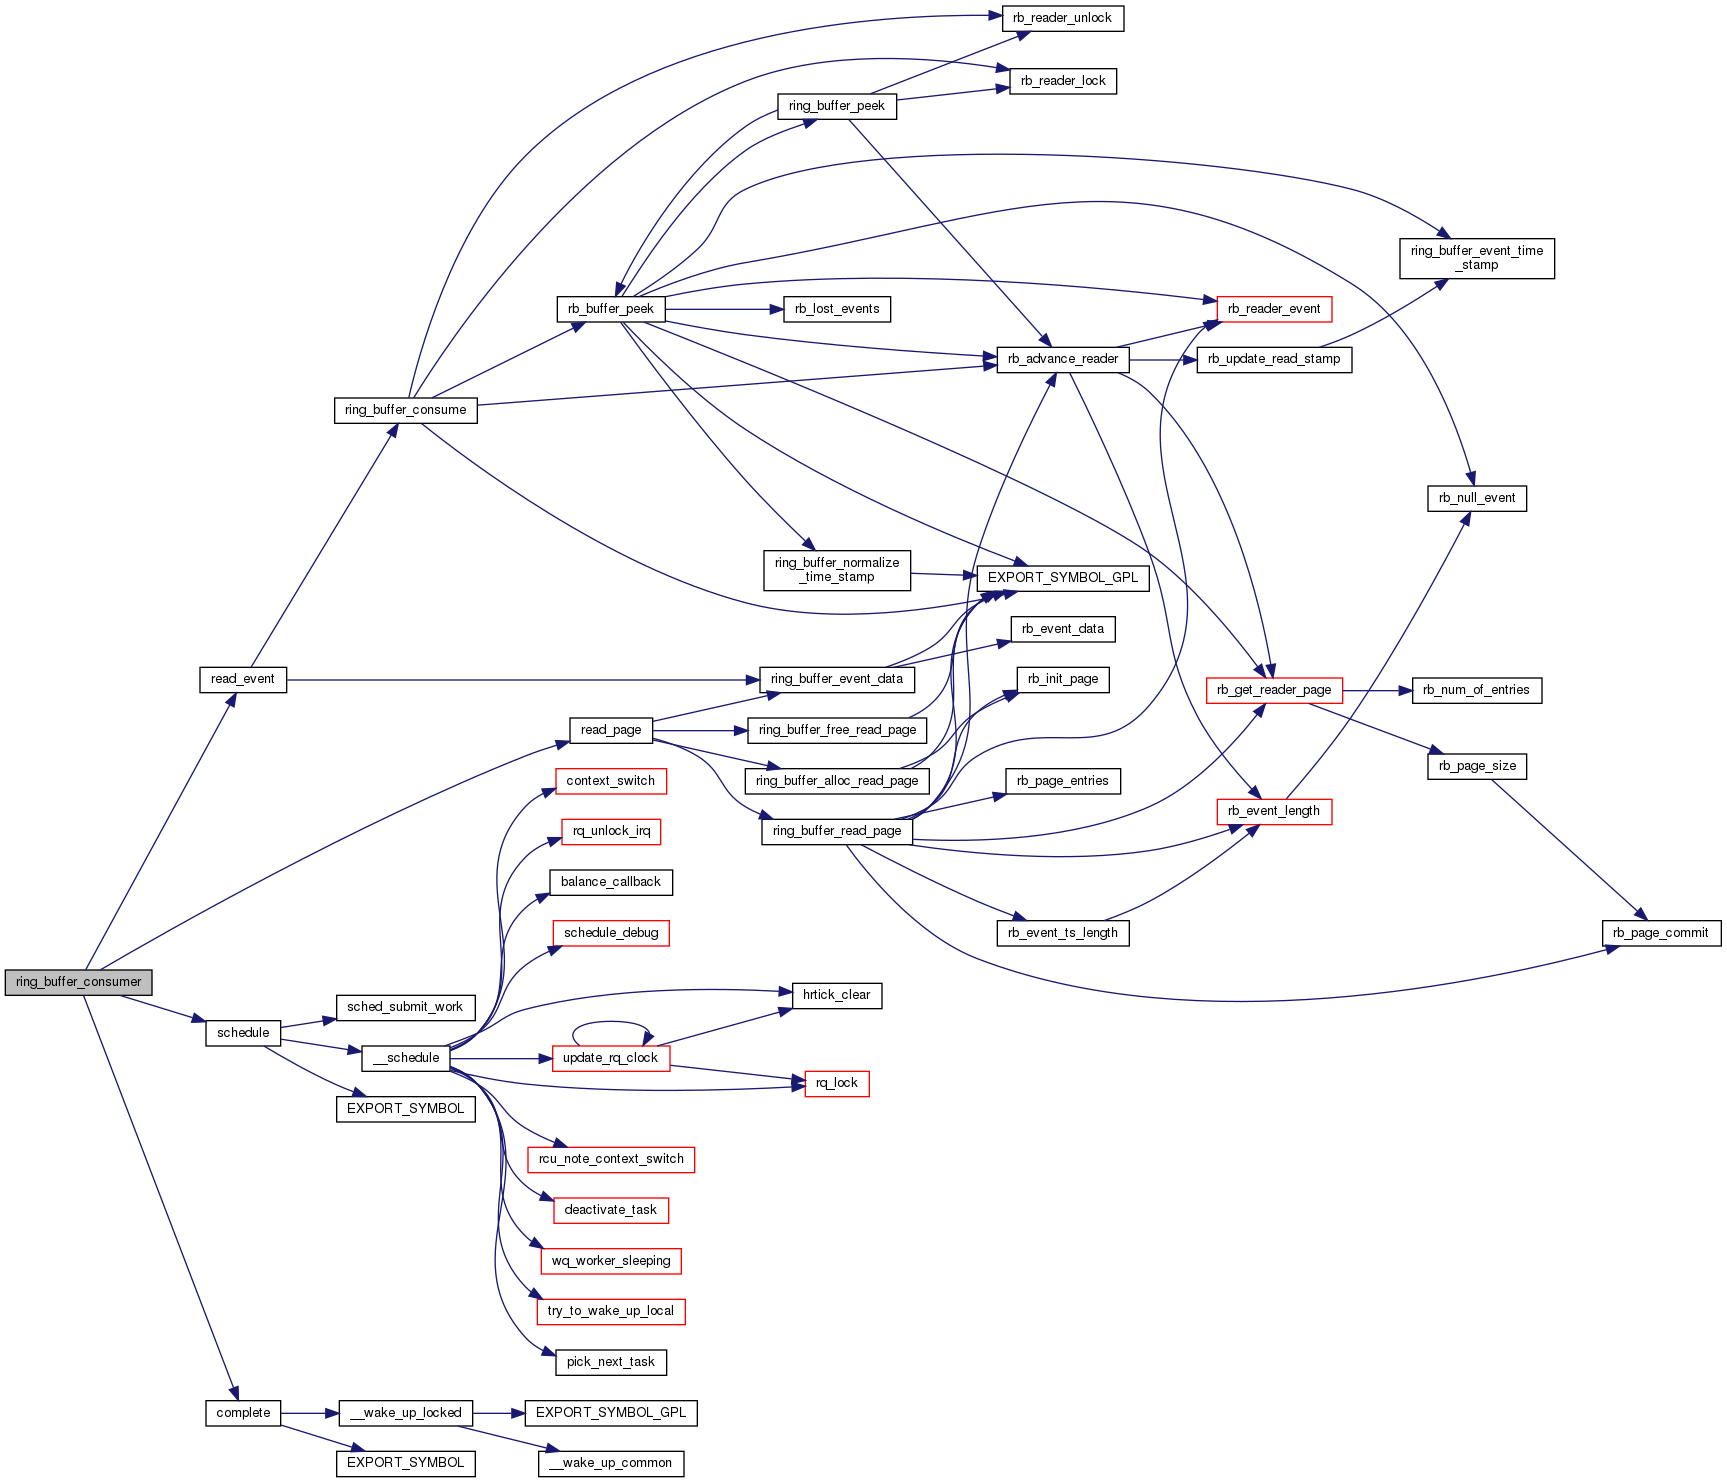 rb_reader_unlock
rb_reader_lock
ring_buffer_peek
ring_buffer_event_time
_stamp
rb_buffer_peek
rb_lost_events
rb_reader_event
rb_advance_reader
rb_update_read_stamp
ring_buffer_consume
rb_null_event
ring_buffer_normalize
_time_stamp
EXPORT_SYMBOL_GPL
rb_event_data
read_event
ring_buffer_event_data
rb_init_page
rb_get_reader_page
rb_num_of_entries
read_page
ring_buffer_free_read_page
rb_page_size
context_switch
ring_buffer_alloc_read_page
rb_page_entries
rb_event_length
rq_unlock_irq
ring_buffer_read_page
balance_callback
schedule_debug
rb_event_ts_length
rb_page_commit
ring_buffer_consumer
sched_submit_work
hrtick_clear
schedule
__schedule
update_rq_clock
rq_lock
EXPORT_SYMBOL
rcu_note_context_switch
deactivate_task
wq_worker_sleeping
try_to_wake_up_local
pick_next_task
complete
__wake_up_locked
EXPORT_SYMBOL_GPL
EXPORT_SYMBOL
__wake_up_common